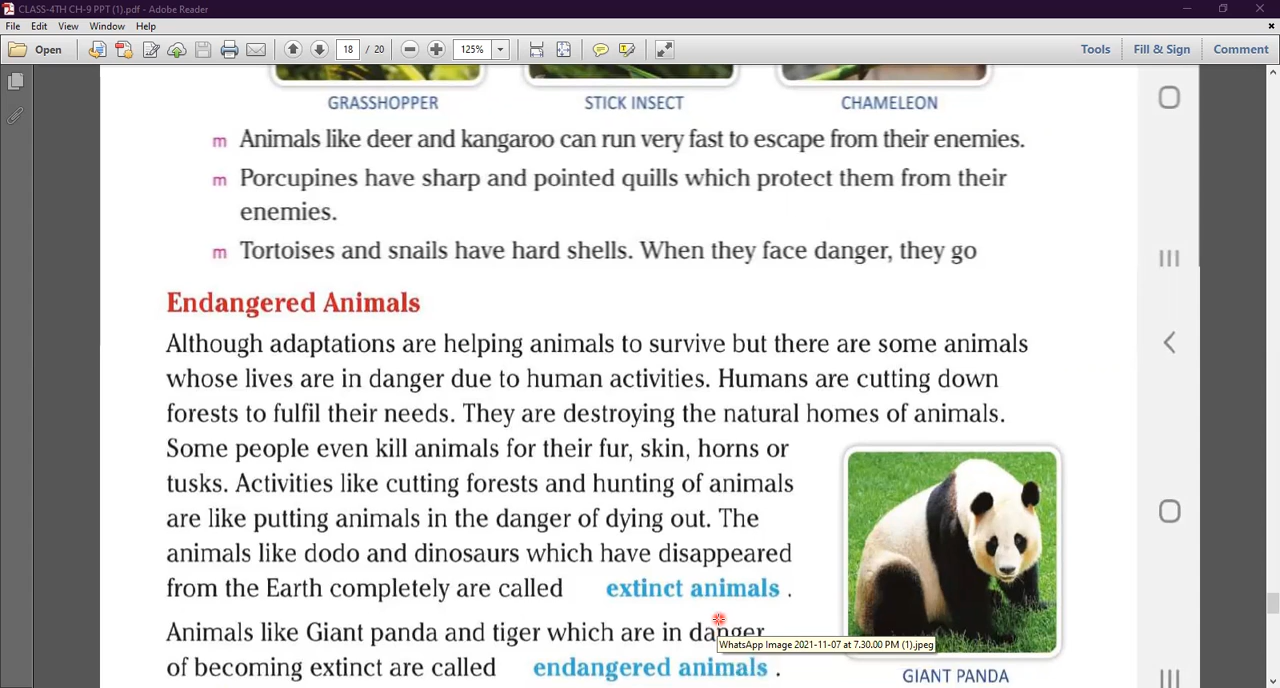 CLASS-4TH CH-9 PPT (1).pdf - Adobe Reader
File Edit View Window Help
Open 18 / 20 125% Tools Fill & Sign Comment
GRASSHOPPER STICK INSECT CHAMELEON
m Animals like deer and kangaroo can run very fast to escape from their enemies.
m Porcupines have sharp and pointed quills which protect them from their
enemies.
m Tortoises and snails have hard shells. When they face danger, they go
Endangered Animals
Although adaptations are helping animals to survive but there are some animals
whose lives are in danger due to human activities. Humans are cutting down
forests to fulfil their needs. They are destroying the natural homes of animals.
Some people even kill animals for their fur, skin, horns or
tusks. Activities like cutting forests and hunting of animals
are like putting animals in the danger of dying out. The
animals like dodo and dinosaurs which have disappeared
from the Earth completely are called extinct animals .
Animals like Giant panda and tiger which are in danger
WhatsApp Image 2021-11-07 at 7.30.00 PM (1).jpeg
of becoming extinct are called endangered animals .
GIANT PANDA